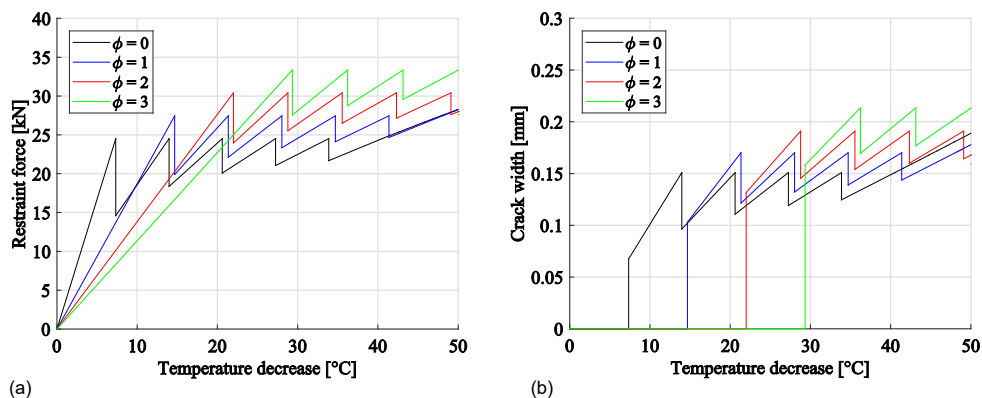 40
35
30
25
20
15
10
5
0
Restraint force [kN]
ϕ = 0
ϕ = 1
ϕ = 2
ϕ = 3
0 10 20 30 40 50
Temperature decrease [°C]
(a)
0.3
0.25
0.2
0.15
0.1
0.05
0
Crack width [mm]
ϕ = 0
ϕ = 1
ϕ = 2
ϕ = 3
0 10 20 30 40 50
Temperature decrease [°C]
(b)